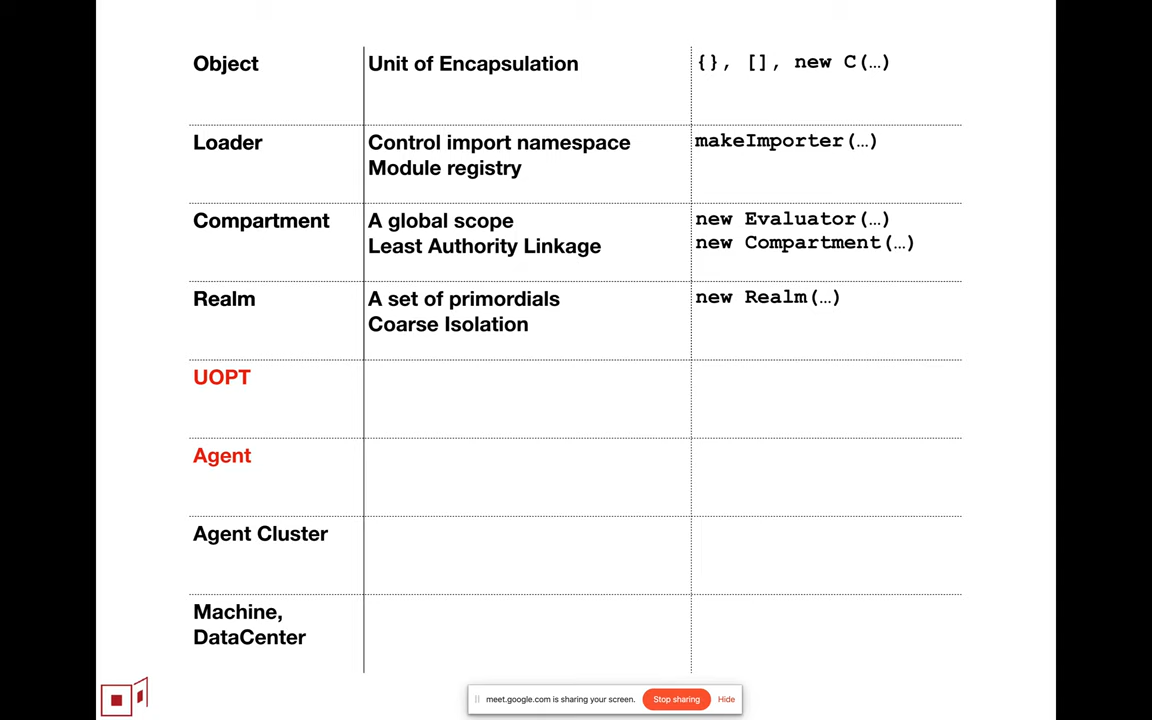 Object
Unit of Encapsulation
{}, [], new C(…)
Loader
Control import namespace
Module registry
makeImporter(…)
Compartment
A global scope
Least Authority Linkage
new Evaluator(…)
new Compartment(…)
Realm
A set of primordials
Coarse Isolation
new Realm(…)
UOPT
Agent
Agent Cluster
Machine,
DataCenter
meet.google.com is sharing your screen.
Stop sharing
Hide